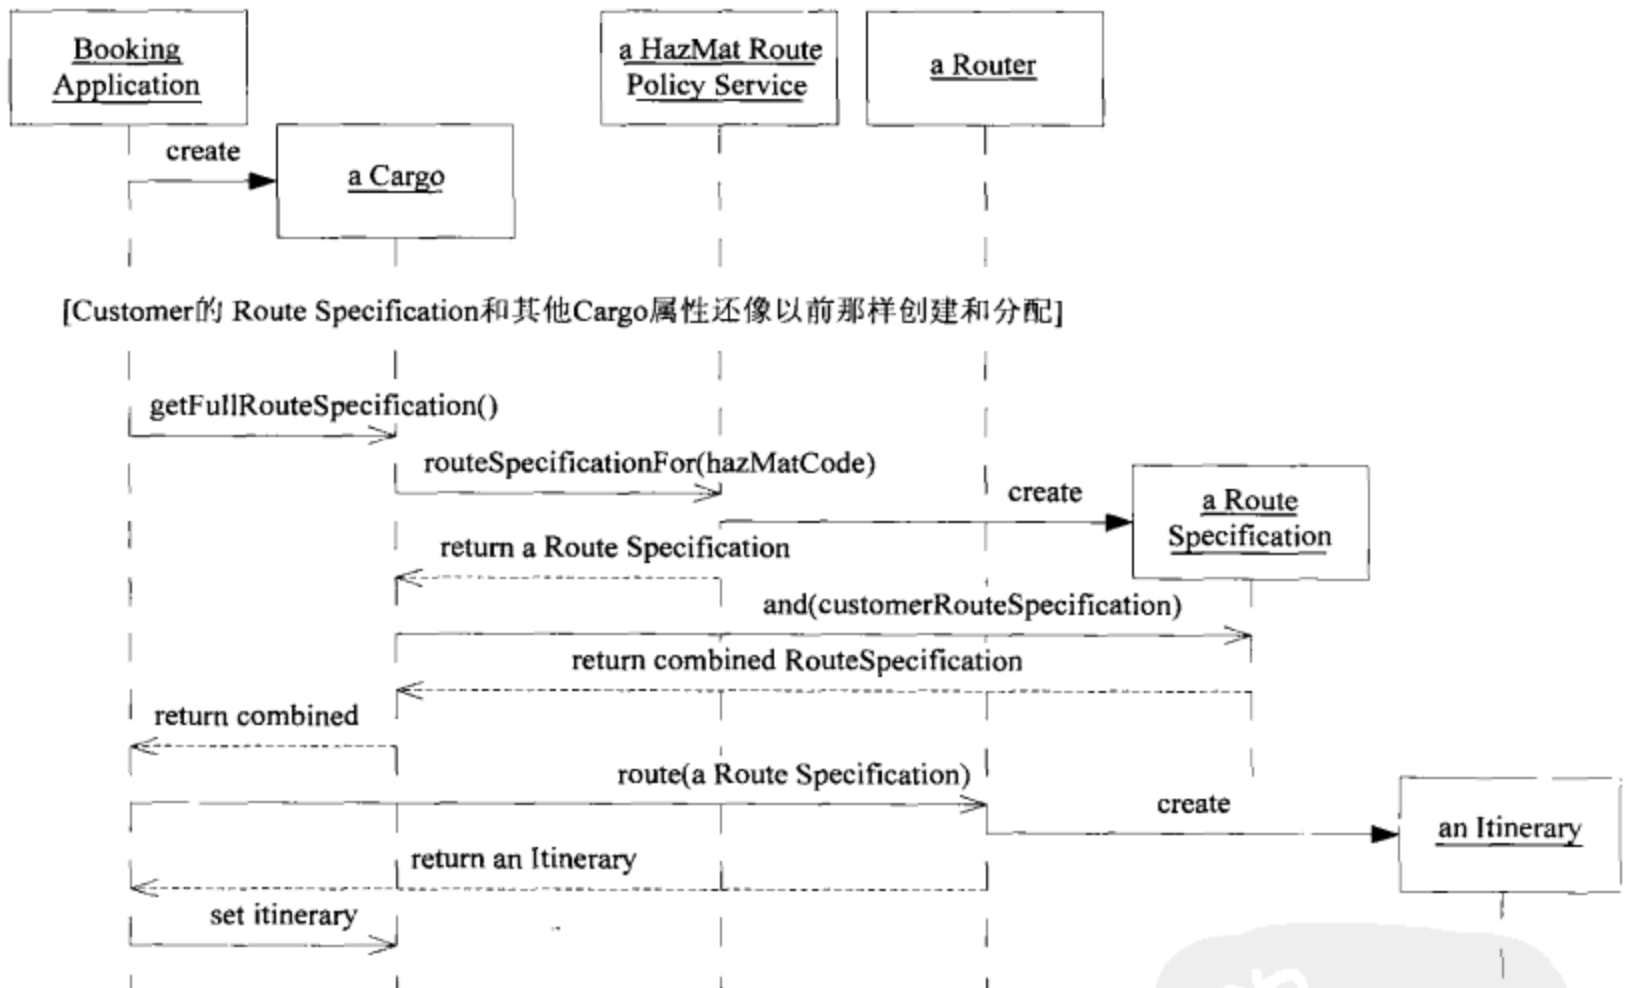 Booking
Application
a HazMat Route
Policy Service
a Router
create
a Cargo
[Customer的 Route Specification和其他Cargo属性还像以前那样创建和分配]
getFullRouteSpecification()
routeSpecificationFor(hazMatCode)
create
a Route
Specification
return a Route Specification
and(customerRouteSpecification)
return combined RouteSpecification
return combined
route(a Route Specification)
create
an Itinerary
return an Itinerary
set itinerary